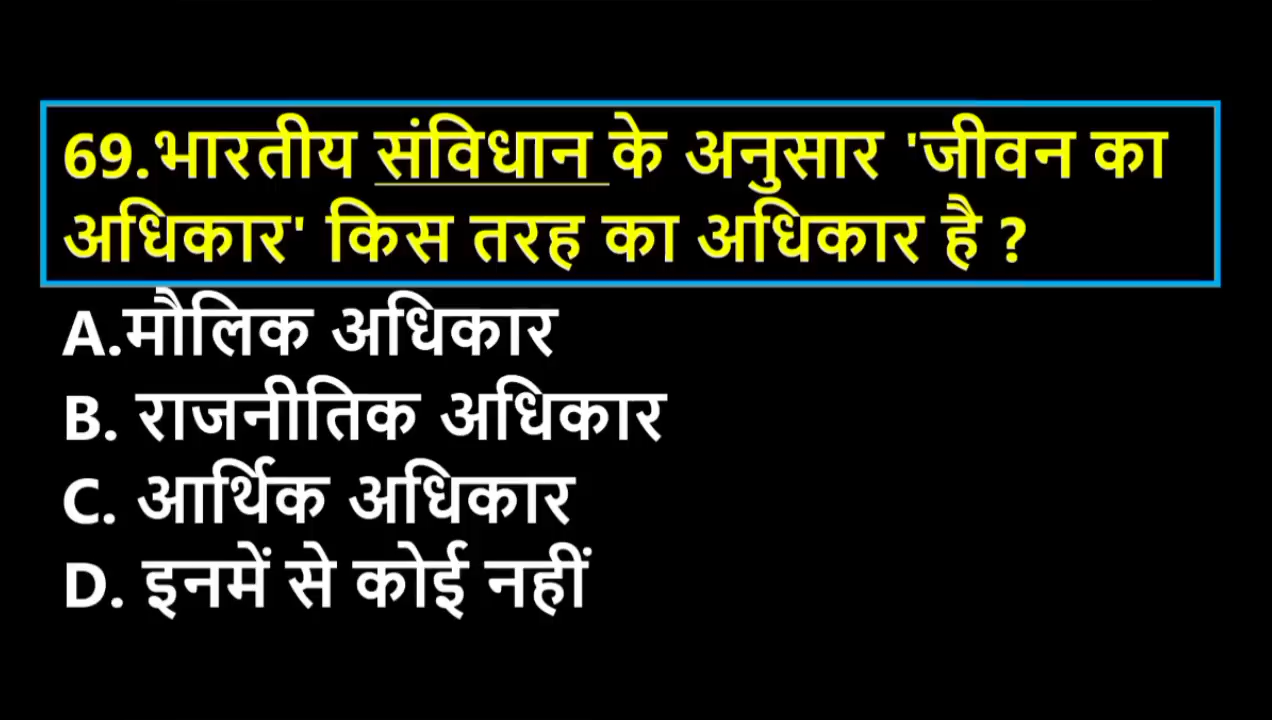 69.भारतीय संविधान के अनुसार 'जीवन का
अधिकार' किस तरह का अधिकार है ?
A.मौलिक अधिकार
B. राजनीतिक अधिकार
C. आर्थिक अधिकार
D. इनमें से कोई नहीं